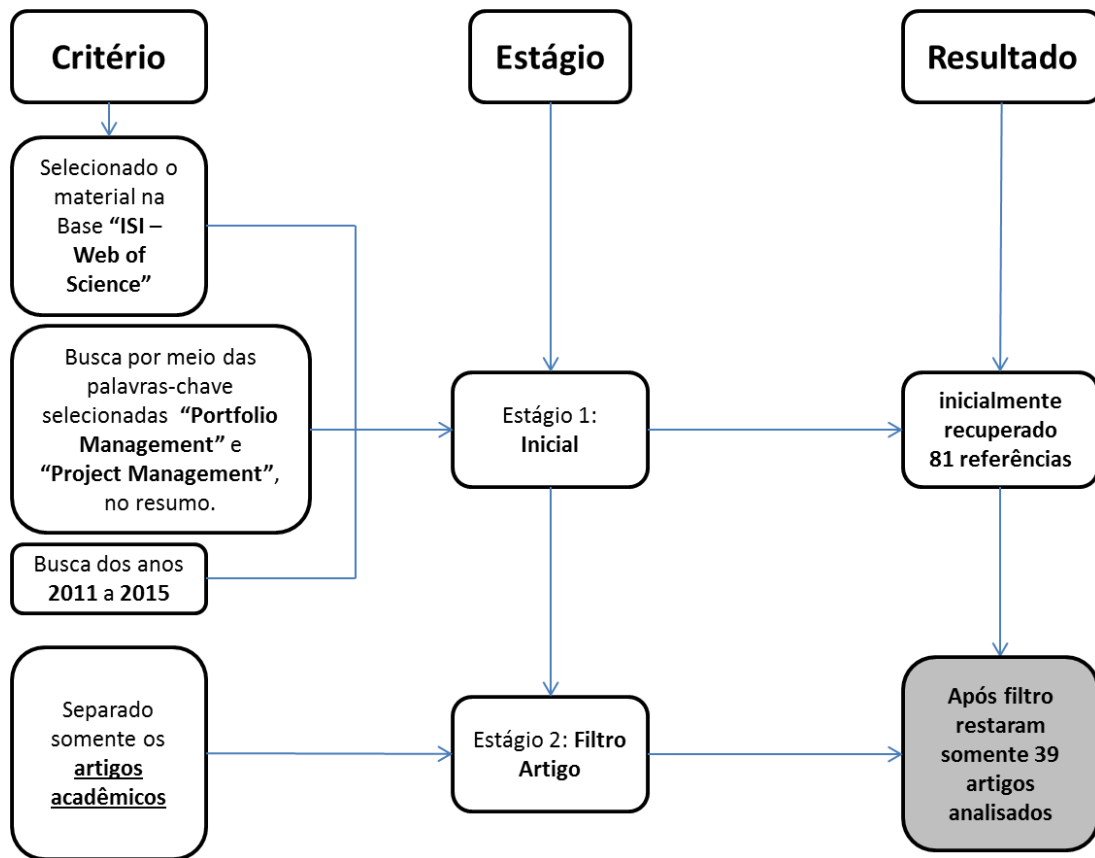 Critério
Estágio
Resultado
Selecionado o
material na
Base “ISI –
Web of
Science”
Busca por meio das
palavras-chave
selecionadas “Portfolio
Management” e
“Project Management”,
no resumo.
Busca dos anos
2011 a 2015
Estágio 1:
Inicial
inicialmente
recuperado
81 referências
Separado
somente os
artigos
acadêmicos
Estágio 2: Filtro
Artigo
Após filtro
restaram
somente 39
artigos
analisados